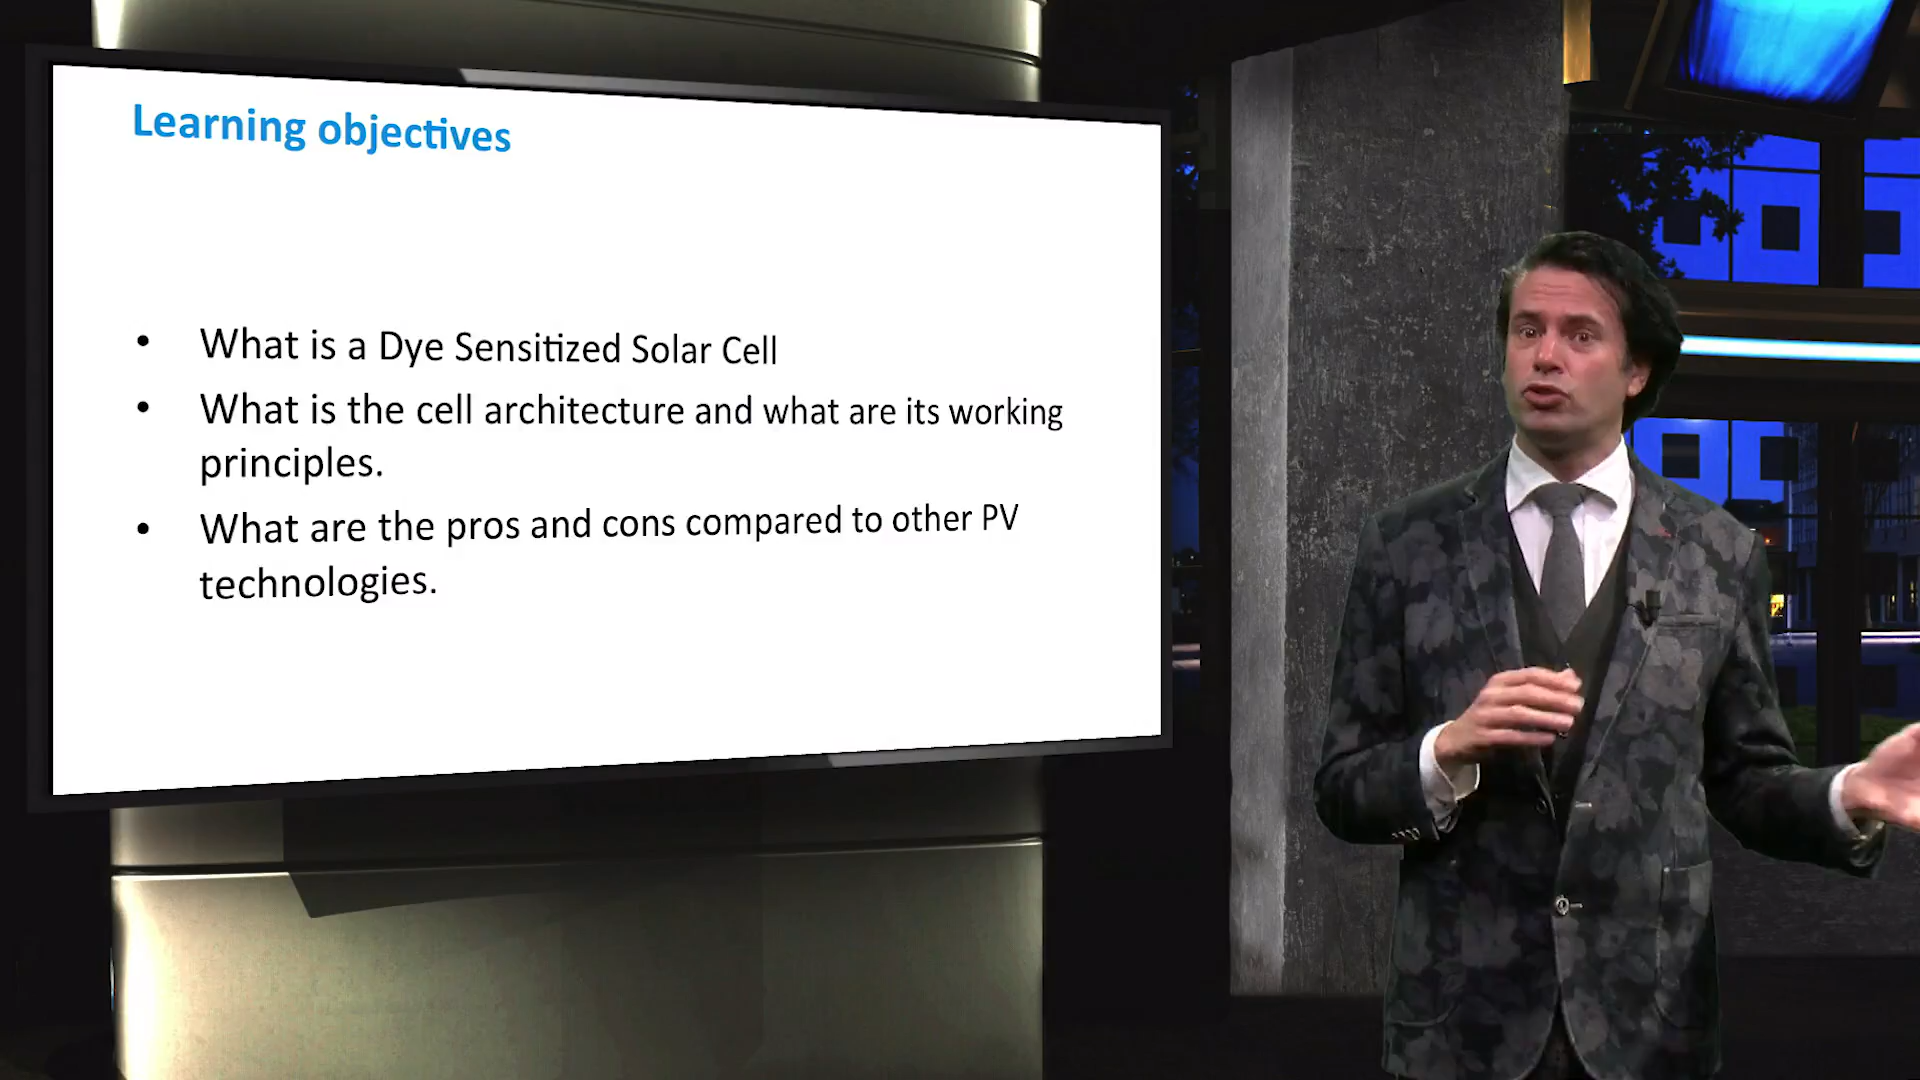 Learning objectives
• What is a Dye Sensitized Solar Cell
• What is the cell architecture and what are its working
principles.
• What are the pros and cons compared to other PV
technologies.